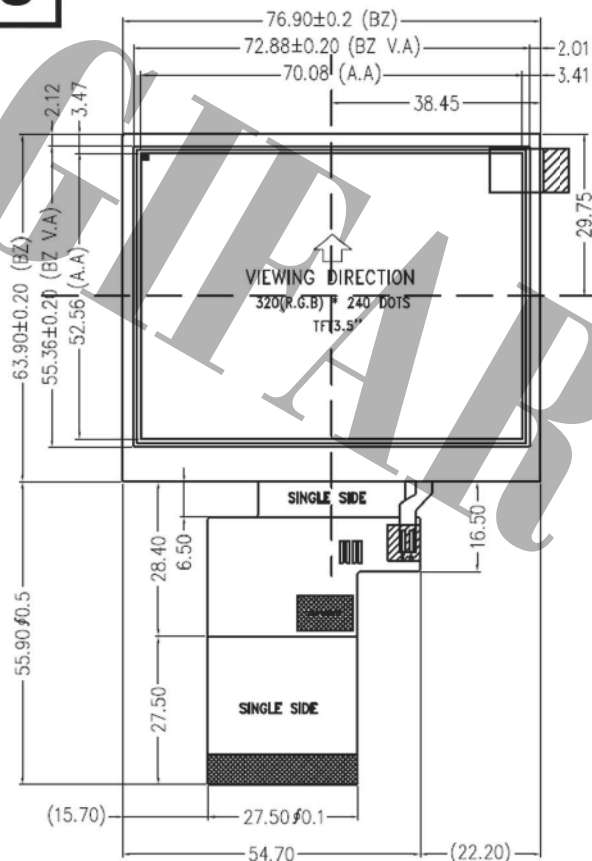 76.90±0.2 (BZ)
72.88±0.20 (BZ V.A)
2.01
70.08 (A.A)
3.41
38.45
2.12
3.47
29.75
63.90±0.20 (BZ)
55.36±0.20 (BZ V.A)
52.56 (A.A)
VIEWING DIRECTION
320(R.G.B) * 240 DOTS
TFT3.5''
GIFAR
SINGLE SIDE
6.50
16.50
28.40
55.90∮0.5
27.50
SINGLE SIDE
(15.70)
27.50∮0.1
54.70
(22.20)